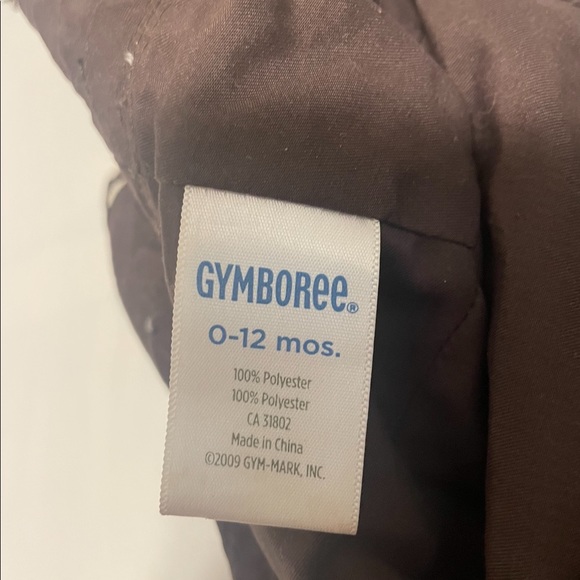 GYMBOREE®
0-12 mos.
100% Polyester
100% Polyester
CA 31802
Made in China
©2009 GYM-MARK, INC.